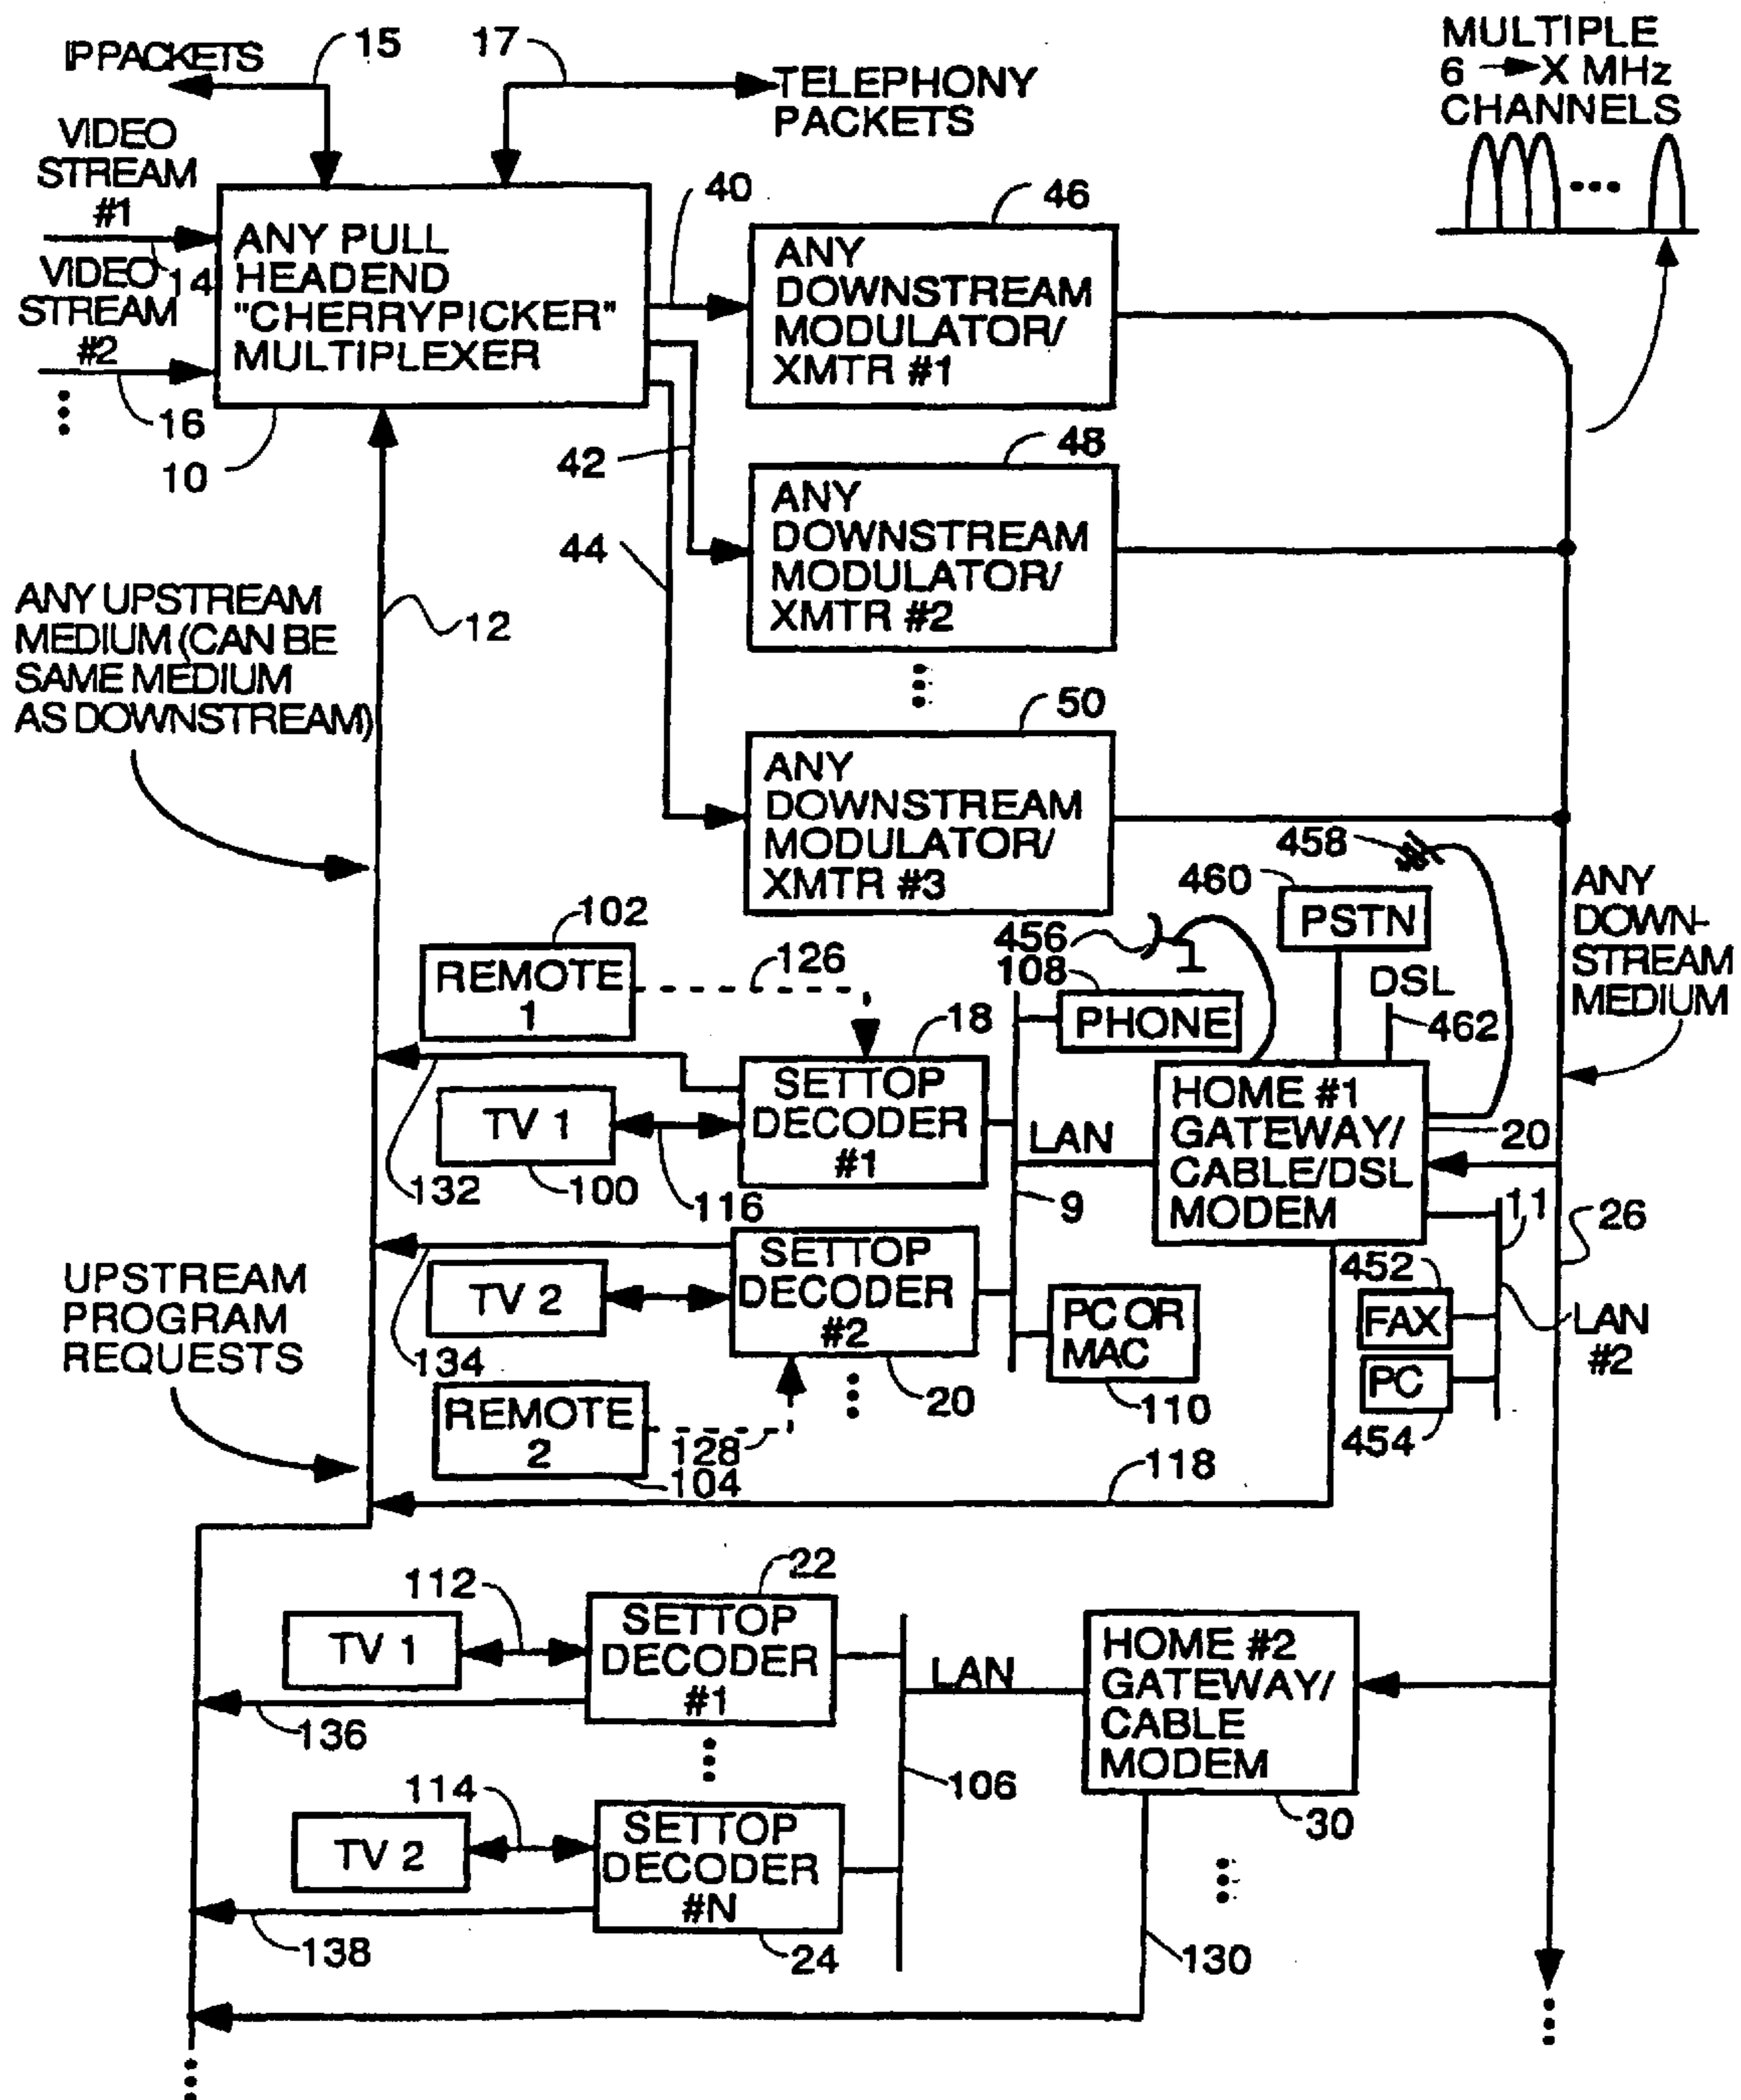 IP PACKETS
15
17
TELEPHONY
PACKETS
MULTIPLE
6 → X MHz
CHANNELS
VIDEO
STREAM
#1
14
VIDEO
STREAM
#2
16
10
ANY PULL
HEADEND
"CHERRYPICKER"
MULTIPLEXER
40
42
44
46
ANY
DOWNSTREAM
MODULATOR/
XMTR #1
48
ANY
DOWNSTREAM
MODULATOR/
XMTR #2
50
ANY
DOWNSTREAM
MODULATOR/
XMTR #3
ANY UPSTREAM
MEDIUM (CAN BE
SAME MEDIUM
AS DOWNSTREAM)
12
458
460
PSTN
456
DSL
462
ANY
DOWN-
STREAM
MEDIUM
102
REMOTE
1
126
108
PHONE
18
SETTOP
DECODER
#1
TV 1
100
116
132
LAN
9
HOME #1
GATEWAY/
CABLE/DSL
MODEM
20
11
26
134
TV 2
SETTOP
DECODER
#2
20
PC OR
MAC
110
452
FAX
PC
454
LAN
#2
UPSTREAM
PROGRAM
REQUESTS
REMOTE
2
128
104
118
112
22
TV 1
SETTOP
DECODER
#1
136
LAN
HOME #2
GATEWAY/
CABLE
MODEM
30
106
114
TV 2
SETTOP
DECODER
#N
24
138
130